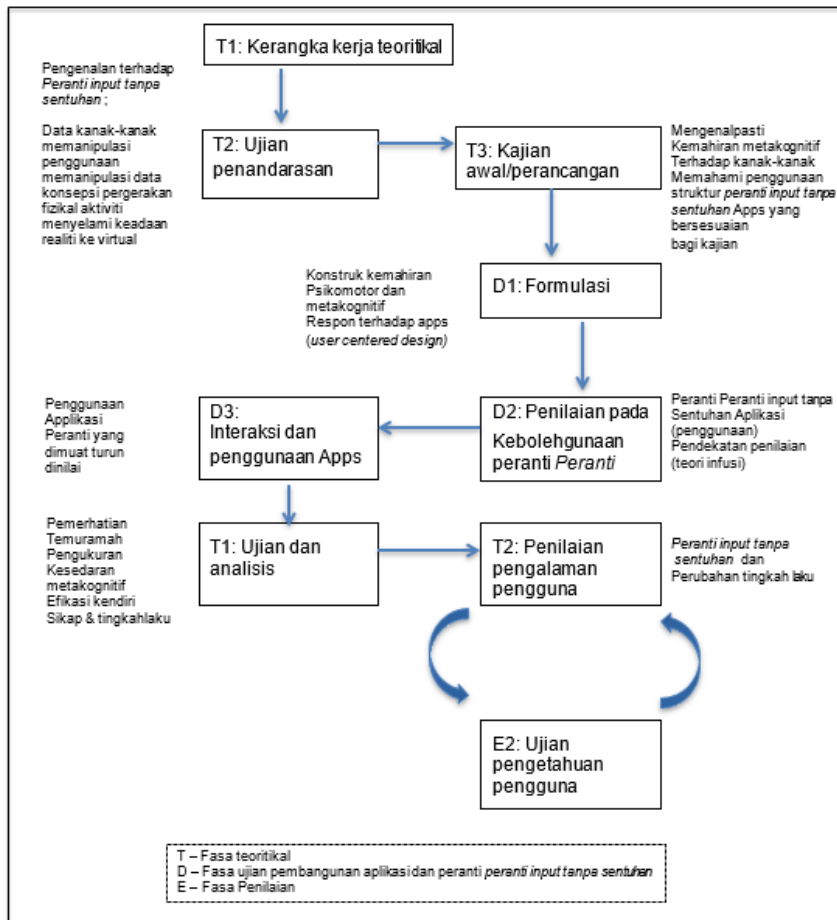 T1: Kerangka kerja teoritikal
Pengenalan terhadap
Peranti input tanpa
sentuhan ;
Data kanak-kanak
memanipulasi
penggunaan
memanipulasi data
konsepsi pergerakan
fizikal aktiviti
menyelami keadaan
realiti ke virtual
T2: Ujian
penandarasan
T3: Kajian
awal/perancangan
Mengenalpasti
Kemahiran metakognitif
Terhadap kanak-kanak
Memahami penggunaan
struktur peranti input tanpa
sentuhan Apps yang
bersesuaian
bagi kajian
Konstruk kemahiran
Psikomotor dan
metakognitif
Respon terhadap apps
(user centered design)
D1: Formulasi
Penggunaan
Applikasi
Peranti yang
dimuat turun
dinilai
D3:
Interaksi dan
penggunaan Apps
D2: Penilaian pada
Kebolehgunaan
peranti Peranti
Peranti Peranti input tanpa
Sentuhan Aplikasi
(penggunaan)
Pendekatan penilaian
(teori infusi)
Pemerhatian
Temuramah
Pengukuran
Kesedaran
metakognitif
Efikasi kendiri
Sikap & tingkahlaku
T1: Ujian dan
analisis
T2: Penilaian
pengalaman
pengguna
Peranti input tanpa
sentuhan dan
Perubahan tingkah laku
E2: Ujian
pengetahuan
pengguna
T – Fasa teoritikal
D – Fasa ujian pembangunan aplikasi dan peranti peranti input tanpa sentuhan
E – Fasa Penilaian